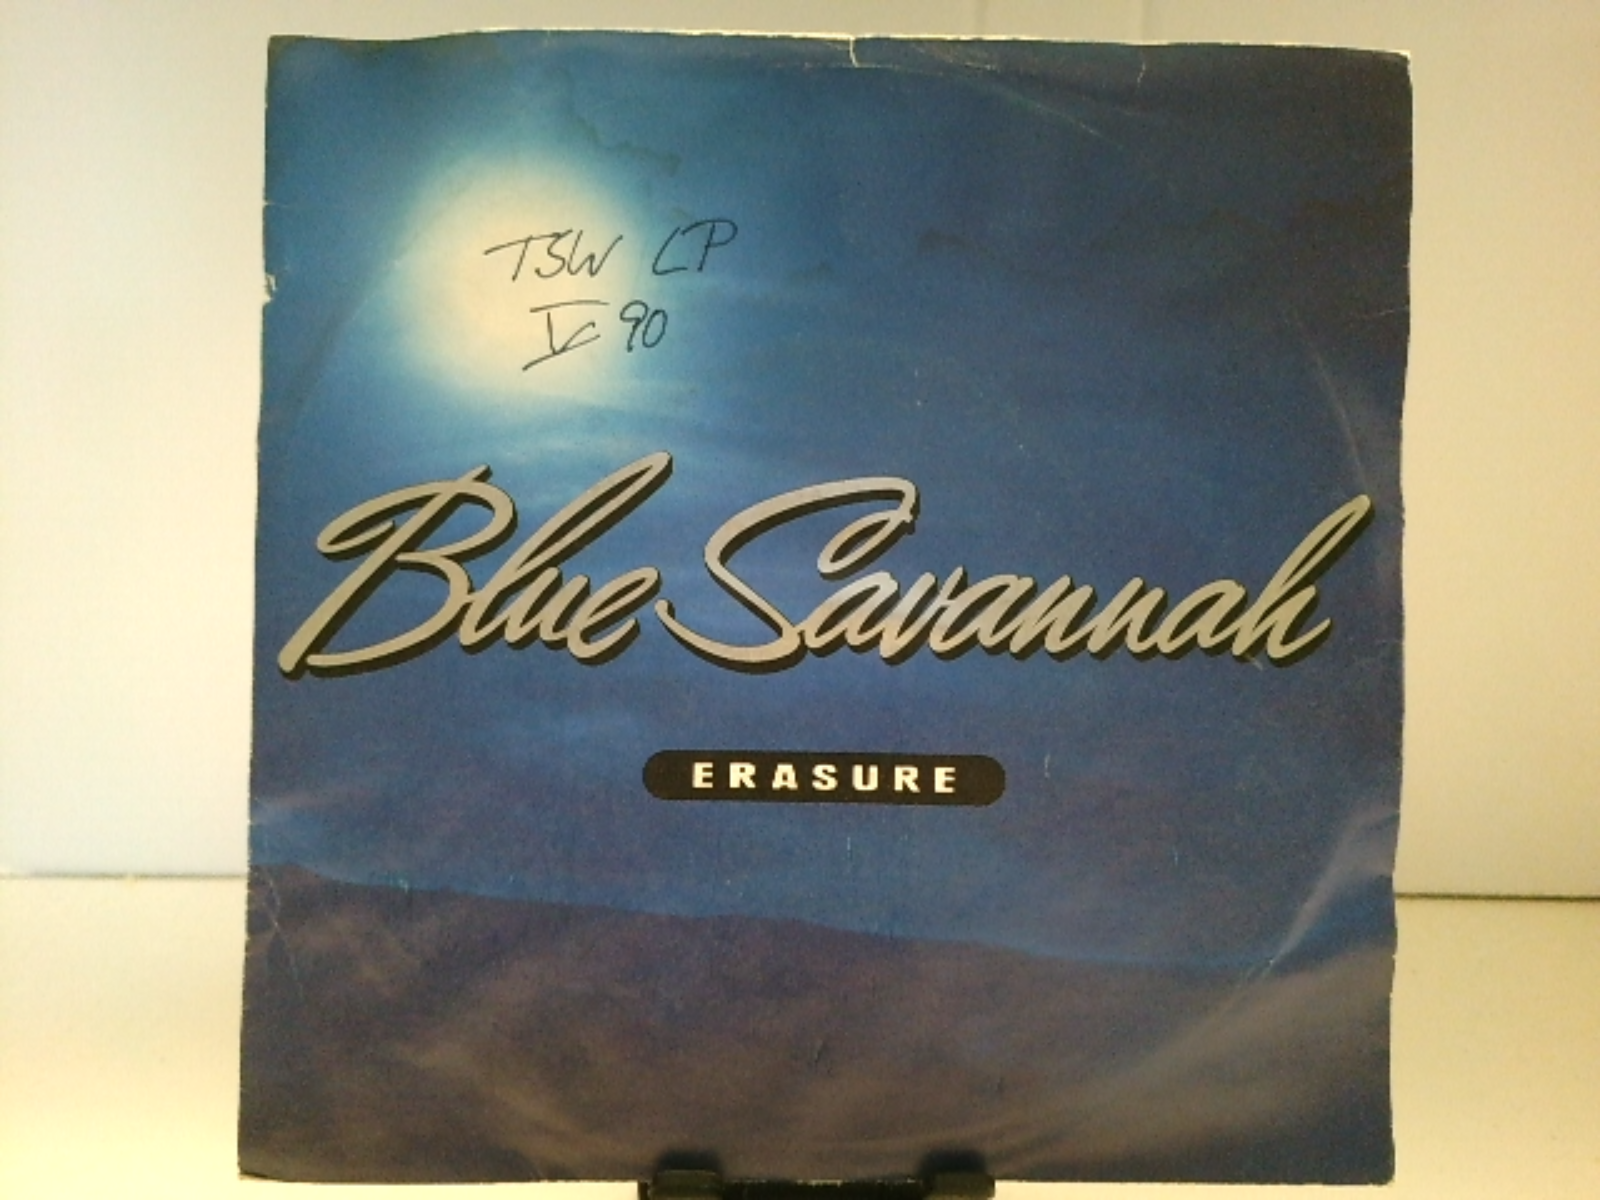 TSW LP
V 90
Blue Savannah
ERASURE